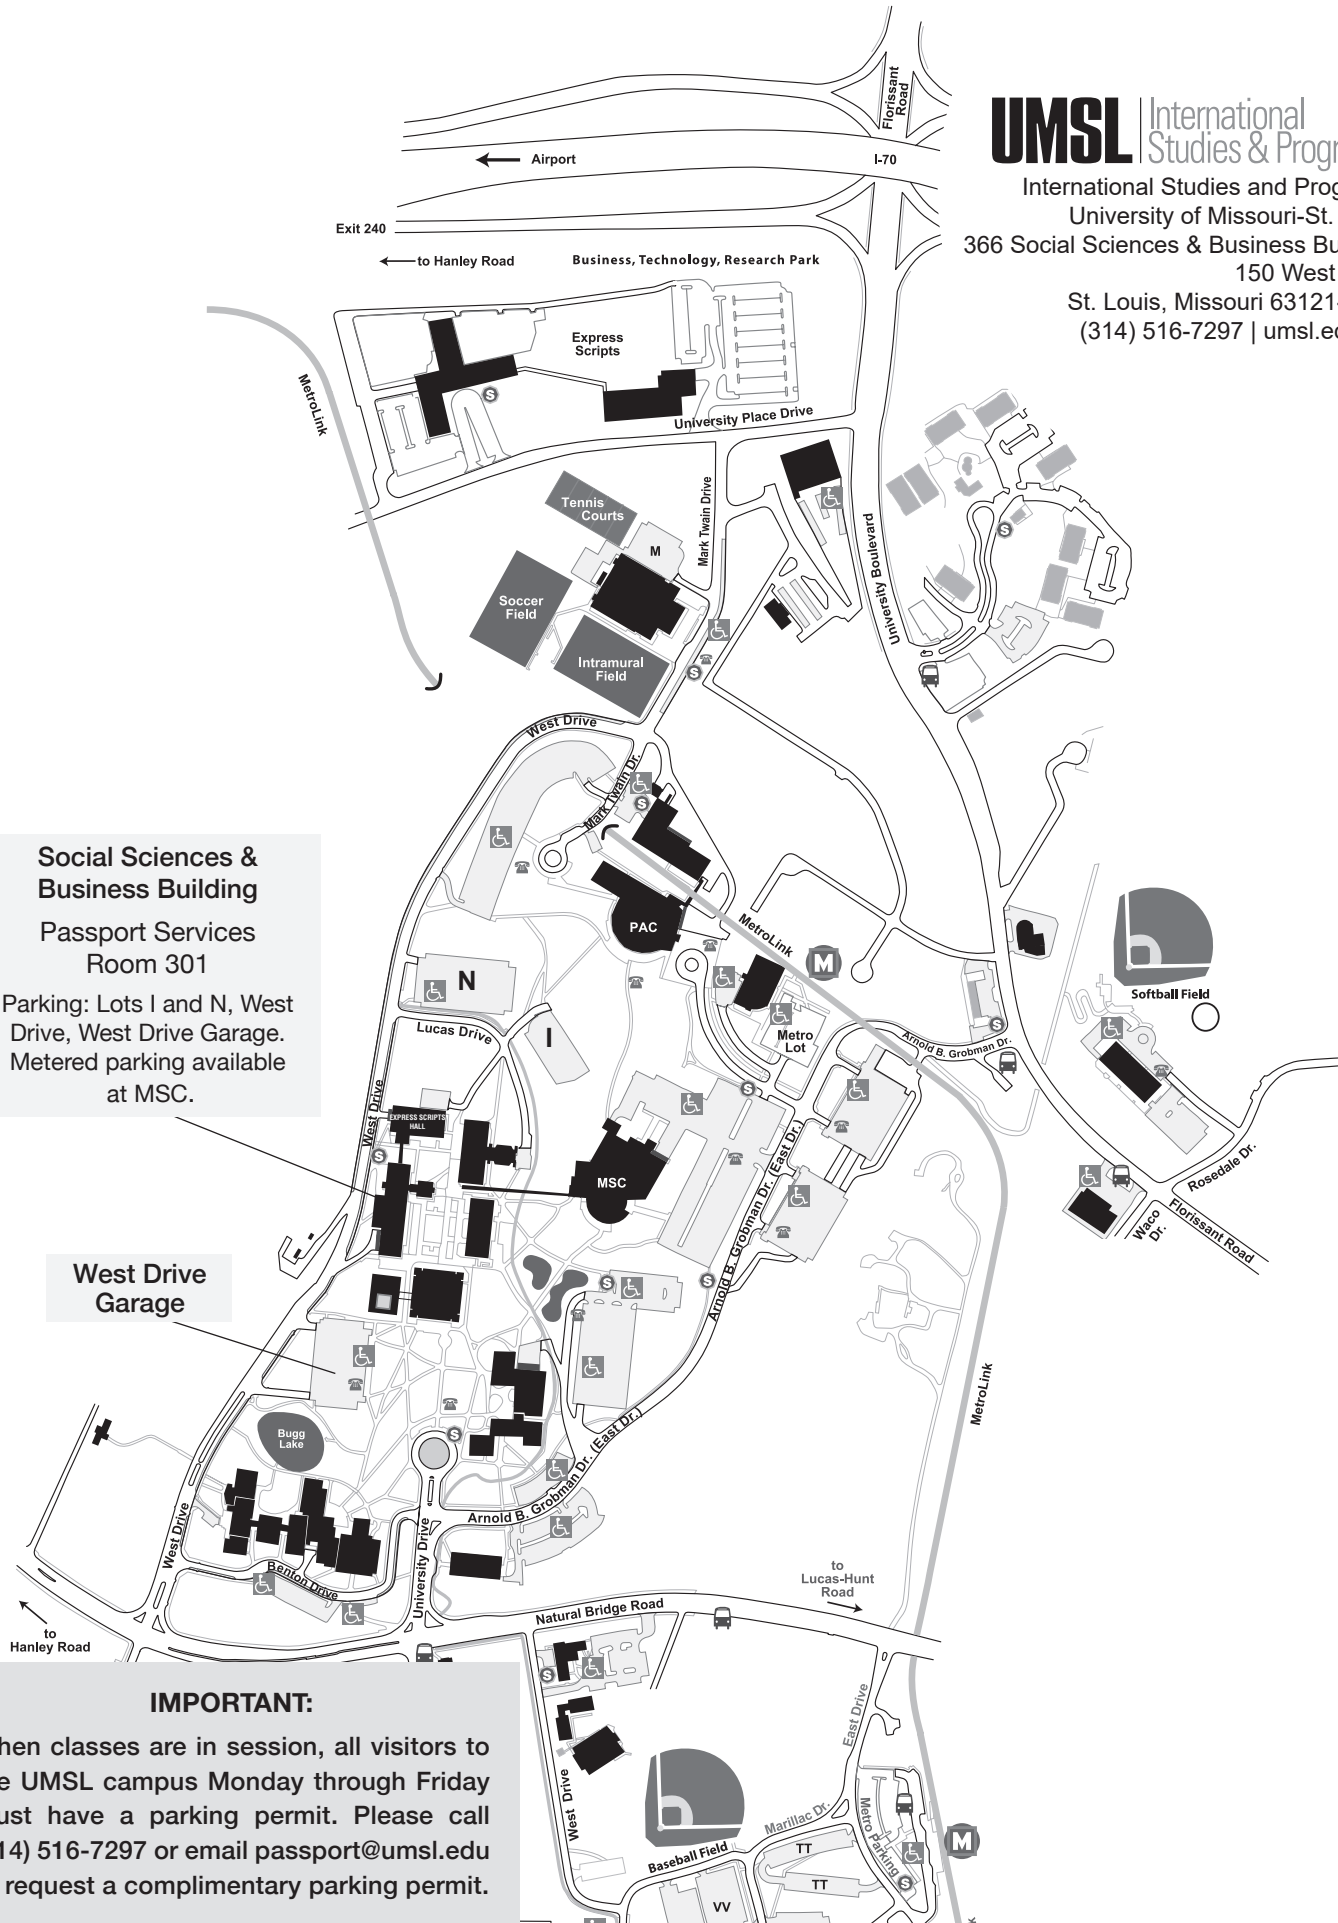 Florissant
Road
UMSL
International
Studies & Progr
Airport
I-70
International Studies and Prog
University of Missouri-St.
Exit 240
366 Social Sciences & Business Bu
to Hanley Road
Business, Technology, Research Park
150 West
St. Louis, Missouri 63121
(314) 516-7297 | umsl.e
Express
Scripts
MetroLink
S
University Place Drive
Tennis
Courts
Mark Twain Drive
M
University Boulevard
S
Soccer
Field
Intramural
Field
S
West Drive
Mark Twain Dr.
S
Social Sciences &
Business Building
Passport Services
Room 301
Parking: Lots I and N, West
Drive, West Drive Garage.
Metered parking available
at MSC.
PAC
MetroLink
M
N
Softball Field
Lucas Drive
I
Metro
Lot
S
Arnold B. Grobman Dr.
West Drive
EXPRESS SCRIPTS
HALL
S
S
MSC
Arnold B. Grobman Dr. (East Dr.)
Rosedale Dr.
Waco
Dr.
Florissant Road
West Drive
Garage
S
S
MetroLink
Bugg
Lake
S
Arnold B. Grobman Dr. (East Dr.)
West Drive
University Drive
Benton Drive
to
Lucas-Hunt
Road
Natural Bridge Road
to
Hanley Road
S
IMPORTANT:
hen classes are in session, all visitors to
e UMSL campus Monday through Friday
ust have a parking permit. Please call
14) 516-7297 or email passport@umsl.edu
request a complimentary parking permit.
East Drive
West Drive
Marillac Dr.
Metro Parking
M
Baseball Field
TT
TT
S
VV